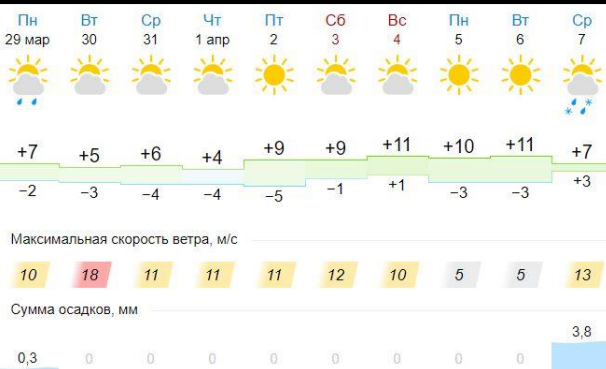 Пн Вт Ср Чт Пт Сб Вс Пн Вт Ср
29 мар 30 31 1 апр 2 3 4 5 6 7
+7 +5 +6 +4 +9 +9 +11 +10 +11 +7
−2 −3 −4 −4 −5 −1 +1 −3 −3 +3
Максимальная скорость ветра, м/с
10 18 11 11 11 12 10 5 5 13
Сумма осадков, мм
0,3 0 0 0 0 0 0 0 0 3,8